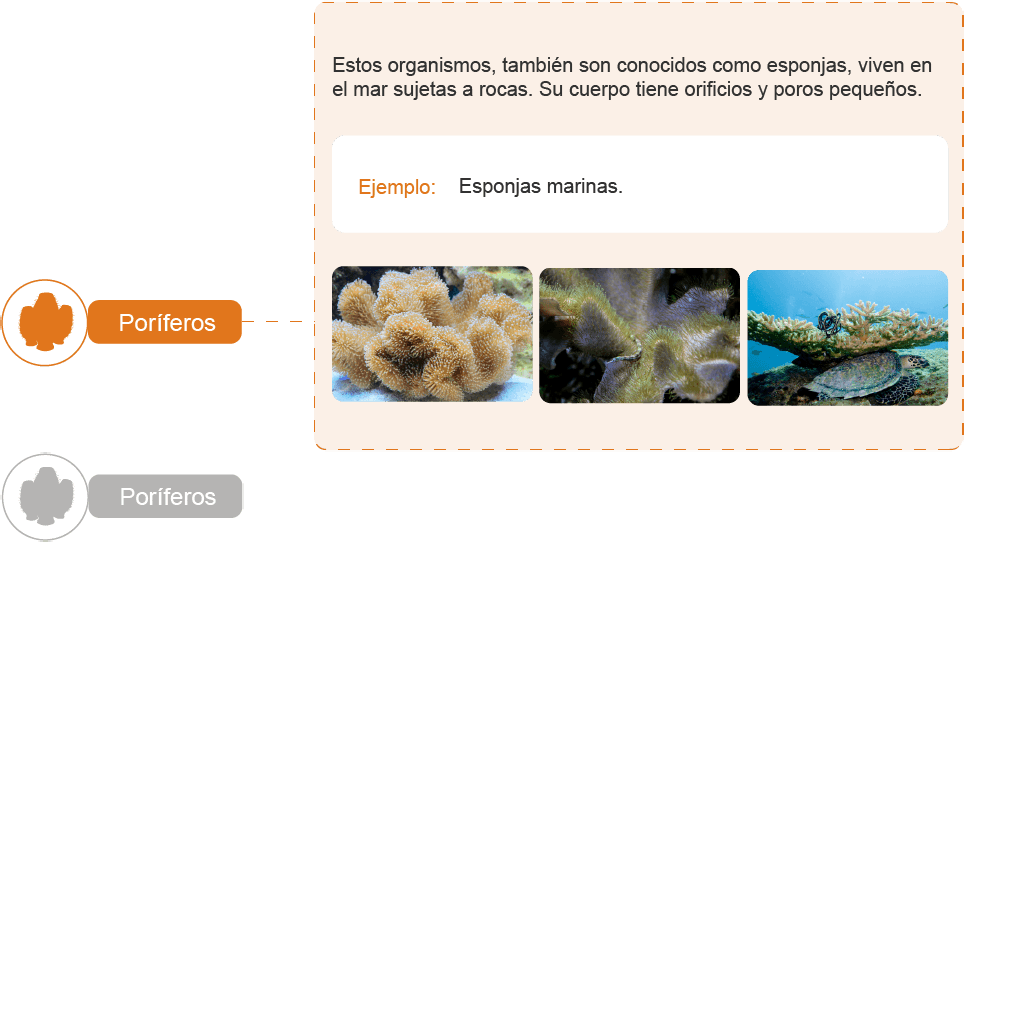 Estos organismos, también son conocidos como esponjas, viven en
el mar sujetas a rocas. Su cuerpo tiene orificios y poros pequeños.
Ejemplo: Esponjas marinas.
Poríferos
Poríferos